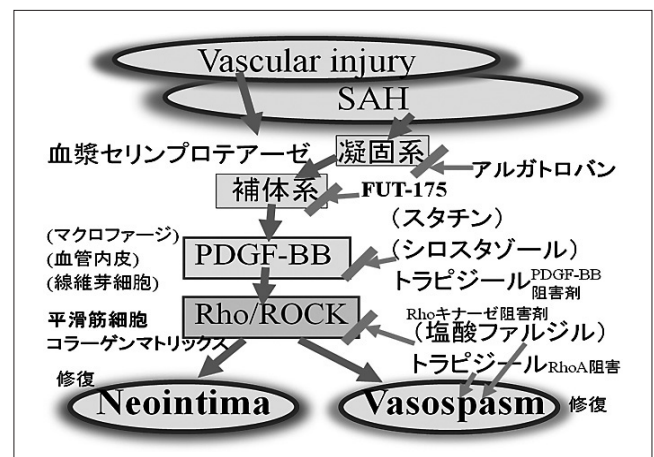 Vascular injury
SAH
血漿セリンプロテアーゼ
凝固系
アルガトロバン
補体系
FUT-175
(スタチン)
(マクロファージ)
(血管内皮)
(線維芽細胞)
PDGF-BB
(シロスタゾール)
トラピジールPDGF-BB
阻害剤
平滑筋細胞
コラーゲンマトリックス
Rho/ROCK
Rhoキナーゼ阻害剤
(塩酸ファルジル)
トラピジールRhoA阻害
修復
Neointima
Vasospasm
修復